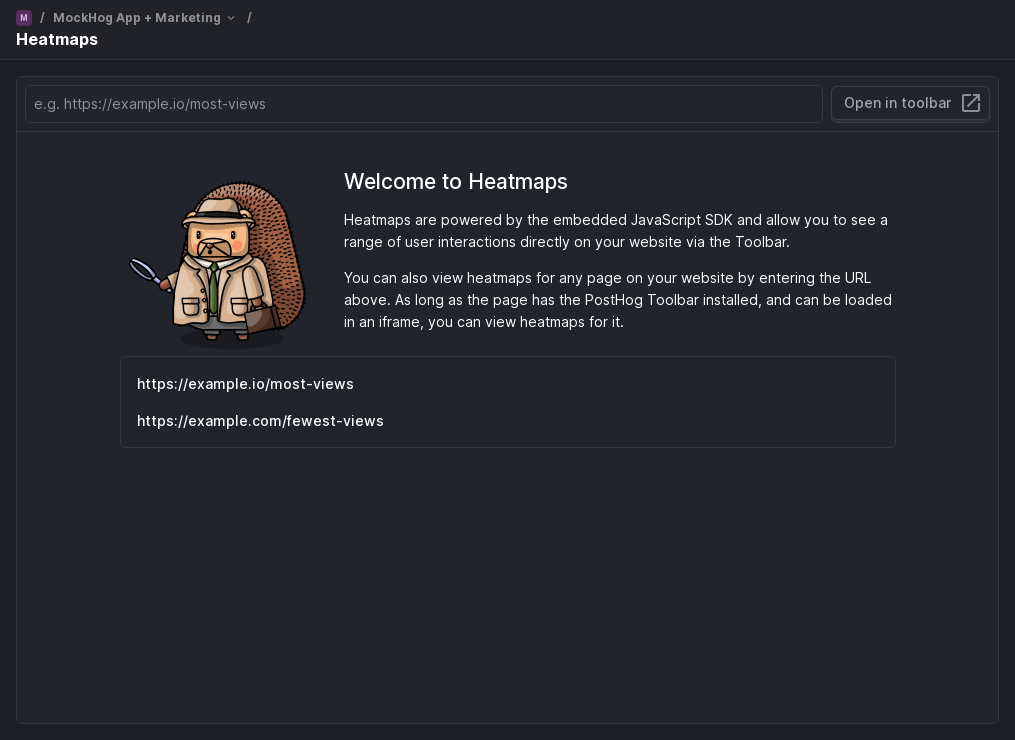 M / MockHog App + Marketing /
Heatmaps
e.g. https://example.io/most-views
Open in toolbar
Welcome to Heatmaps
Heatmaps are powered by the embedded JavaScript SDK and allow you to see a
range of user interactions directly on your website via the Toolbar.
You can also view heatmaps for any page on your website by entering the URL
above. As long as the page has the PostHog Toolbar installed, and can be loaded
in an iframe, you can view heatmaps for it.
https://example.io/most-views
https://example.com/fewest-views